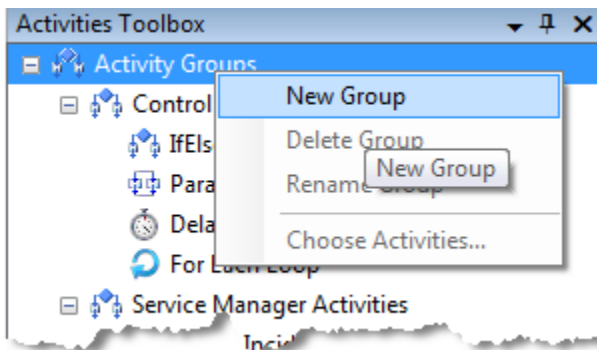 Activities Toolbox
Activity Groups
New Group
Control
Delete Group
IfEls
New Group
Rename Group
Para
Dela
Choose Activities...
For Each Loop
Service Manager Activities